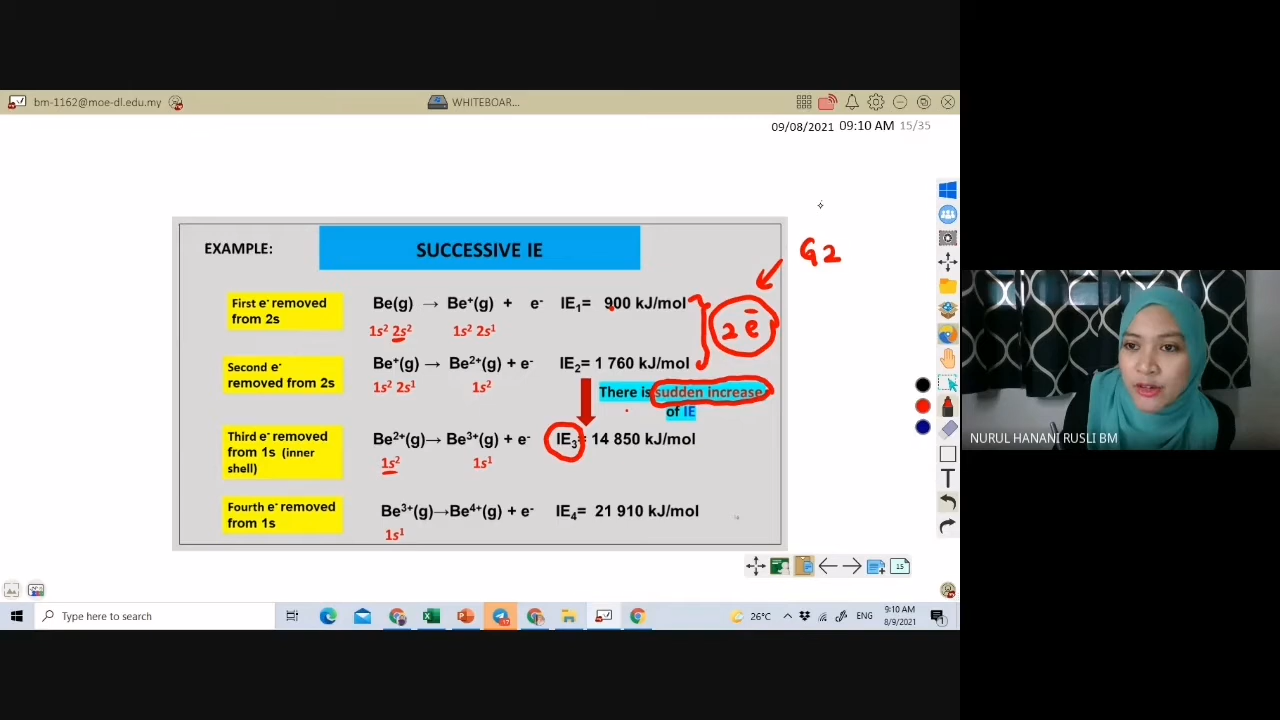 bm-1162@moe-dl.edu.my
WHITEBOAR...
09/08/2021 09:10 AM 15/35
EXAMPLE:
SUCCESSIVE IE
G2
First e⁻ removed
from 2s
Be(g) → Be⁺(g) + e⁻ IE₁= 900 kJ/mol
1s² 2s² 1s² 2s¹
2 e⁻
Second e⁻
removed from 2s
Be⁺(g) → Be²⁺(g) + e⁻ IE₂= 1 760 kJ/mol
1s² 2s¹ 1s²
There is sudden increase
of IE
Third e⁻ removed
from 1s (inner
shell)
Be²⁺(g)→ Be³⁺(g) + e⁻ IE₃= 14 850 kJ/mol
1s² 1s¹
Fourth e⁻ removed
from 1s
Be³⁺(g)→Be⁴⁺(g) + e⁻ IE₄= 21 910 kJ/mol
1s¹
NURUL HANANI RUSLI BM
T
15
Type here to search
26°C ENG
9:10 AM
8/9/2021